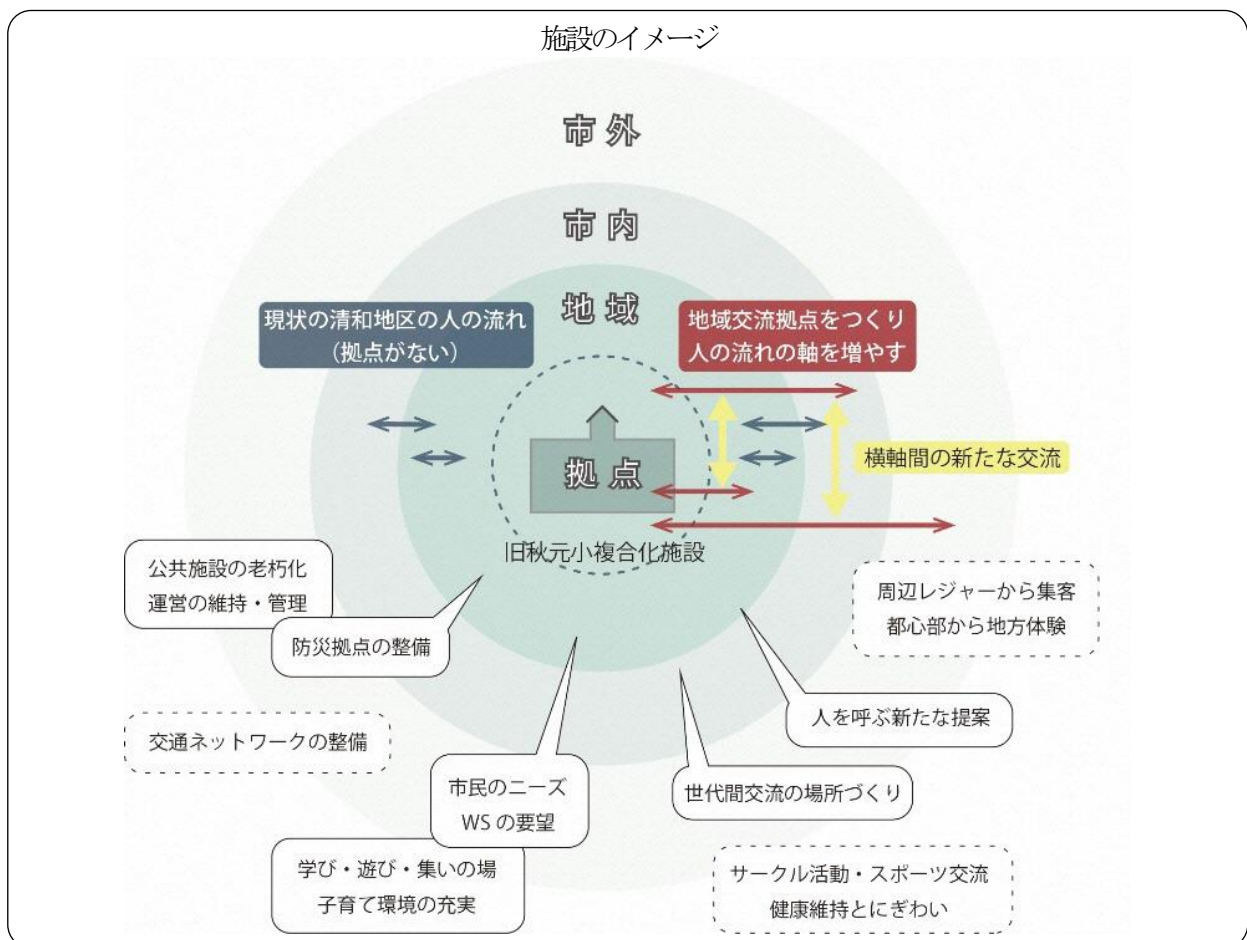 施設のイメージ
市外
市内
地域
現状の清和地区の人の流れ
（拠点がない）
地域交流拠点をつくり
人の流れの軸を増やす
横軸間の新たな交流
拠点
旧秋元小複合化施設
公共施設の老朽化
運営の維持・管理
防災拠点の整備
周辺レジャーから集客
都心部から地方体験
人を呼ぶ新たな提案
交通ネットワークの整備
市民のニーズ
WSの要望
世代間交流の場所づくり
学び・遊び・集いの場
子育て環境の充実
サークル活動・スポーツ交流
健康維持とにぎわい